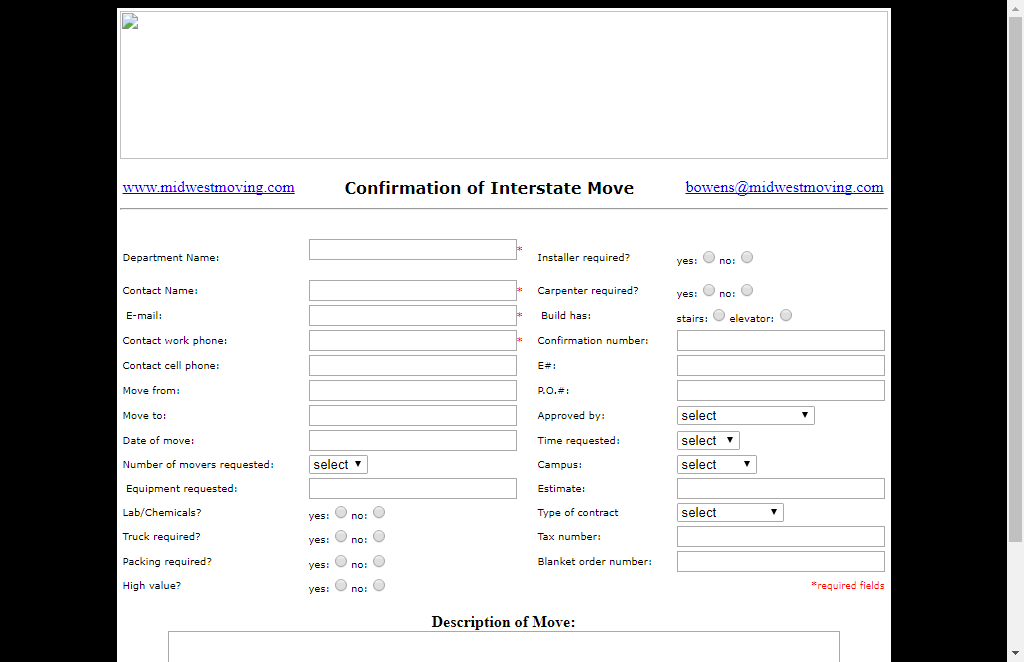 www.midwestmoving.com Confirmation of Interstate Move bowens@midwestmoving.com
Department Name: * Installer required? yes: no:
Contact Name: * Carpenter required? yes: no:
E-mail: * Build has: stairs: elevator:
Contact work phone: * Confirmation number:
Contact cell phone: E#:
Move from: P.O.#:
Move to: Approved by: select
Date of move: Time requested: select
Number of movers requested: select Campus: select
Equipment requested: Estimate:
Lab/Chemicals? yes: no: Type of contract select
Truck required? yes: no: Tax number:
Packing required? yes: no: Blanket order number:
High value? yes: no: *required fields
Description of Move: